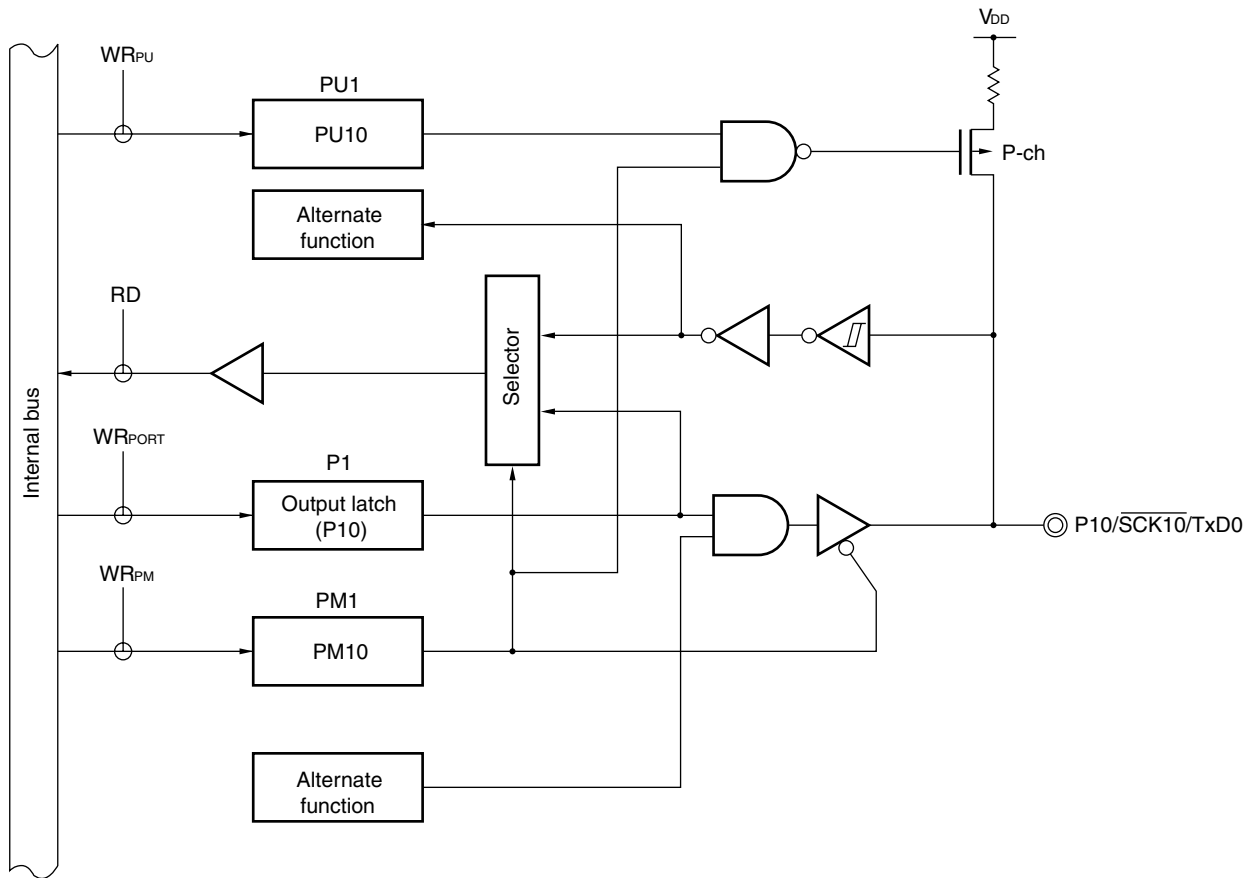 VDD
WRPU
PU1
PU10
P-ch
Alternate
function
RD
Selector
Internal bus
WRPORT
P1
Output latch
(P10)
P10/SCK10/TxD0
WRPM
PM1
PM10
Alternate
function